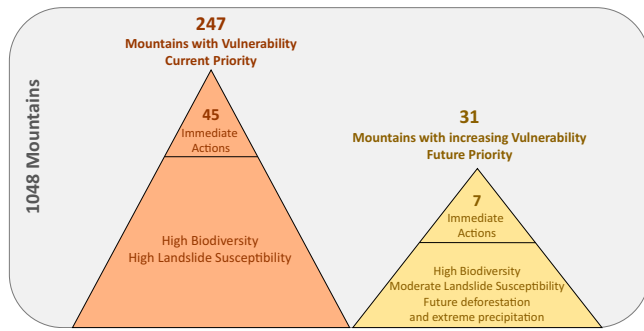 1048 Mountains
247
Mountains with Vulnerability
Current Priority
45
Immediate
Actions
High Biodiversity
High Landslide Susceptibility
31
Mountains with increasing Vulnerability
Future Priority
7
Immediate
Actions
High Biodiversity
Moderate Landslide Susceptibility
Future deforestation
and extreme precipitation